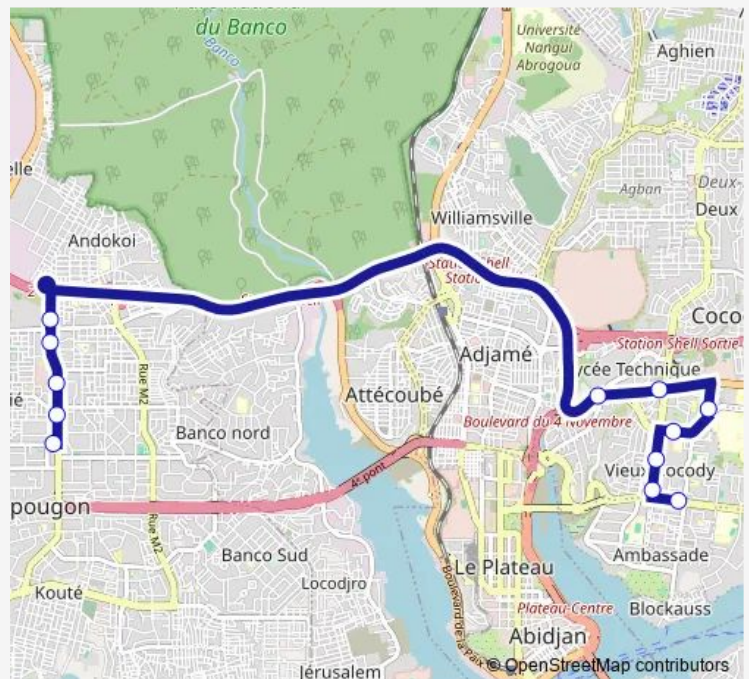 du Banco
Banco
Université
Nangui
Abrogoua
Aghien
elle
Agban
Deux-
Deux
Williamsville
Andokoi
Station Shell
Coco
Station Shell Sortie
Adjamé
ycée Technique
Rue M2
Attécoubé
Boulevard du 4 Novembre
Banco nord
Vieux Cocody
4e pont
pougon
Rue M2
Banco Sud
Ambassade
Le Plateau
Locodjro
Kouté
Blockauss
Plateau-Centre
Boulevard de la Paix
Abidjan
Jérusalem
© OpenStreetMap contributors